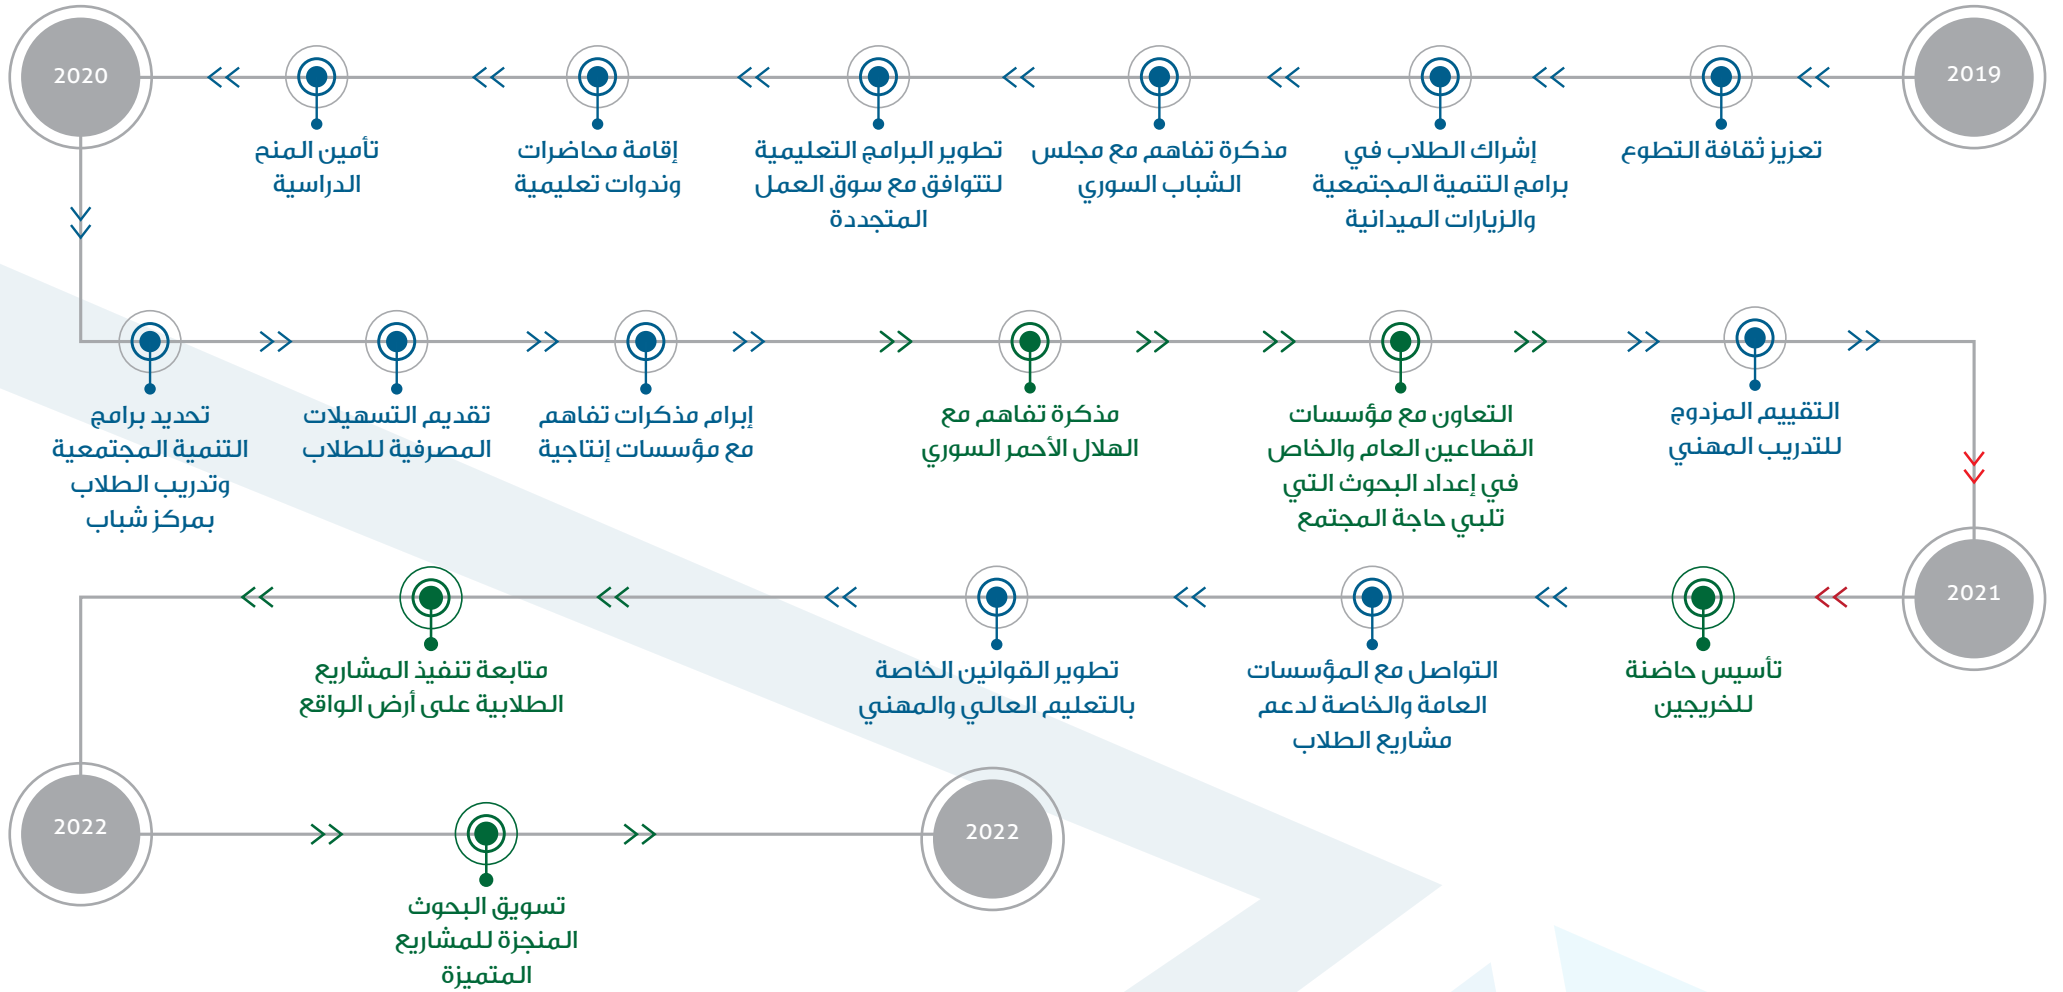 2019
تعزيز ثقافة التطوع
إشراك الطلاب في
برامج التنمية المجتمعية
والزيارات الميدانية
مذكرة تفاهم مع مجلس
الشباب السوري
تطوير البرامج التعليمية
لتتوافق مع سوق العمل
المتجددة
إقامة محاضرات
وندوات تعليمية
تأمين المنح
الدراسية
2020
تحديد برامج
التنمية المجتمعية
وتدريب الطلاب
بمركز شباب
تقديم التسهيلات
المصرفية للطلاب
إبرام مذكرات تفاهم
مع مؤسسات إنتاجية
مذكرة تفاهم مع
الهلال الأحمر السوري
التعاون مع مؤسسات
القطاعين العام والخاص
في إعداد البحوث التي
تلبي حاجة المجتمع
التقييم المزدوج
للتدريب المهني
2021
تأسيس حاضنة
للخريجين
التواصل مع المؤسسات
العامة والخاصة لدعم
مشاريع الطلاب
تطوير القوانين الخاصة
بالتعليم العالي والمهني
متابعة تنفيذ المشاريع
الطلابية على أرض الواقع
2022
تسويق البحوث
المنجزة للمشاريع
المتميزة
2022